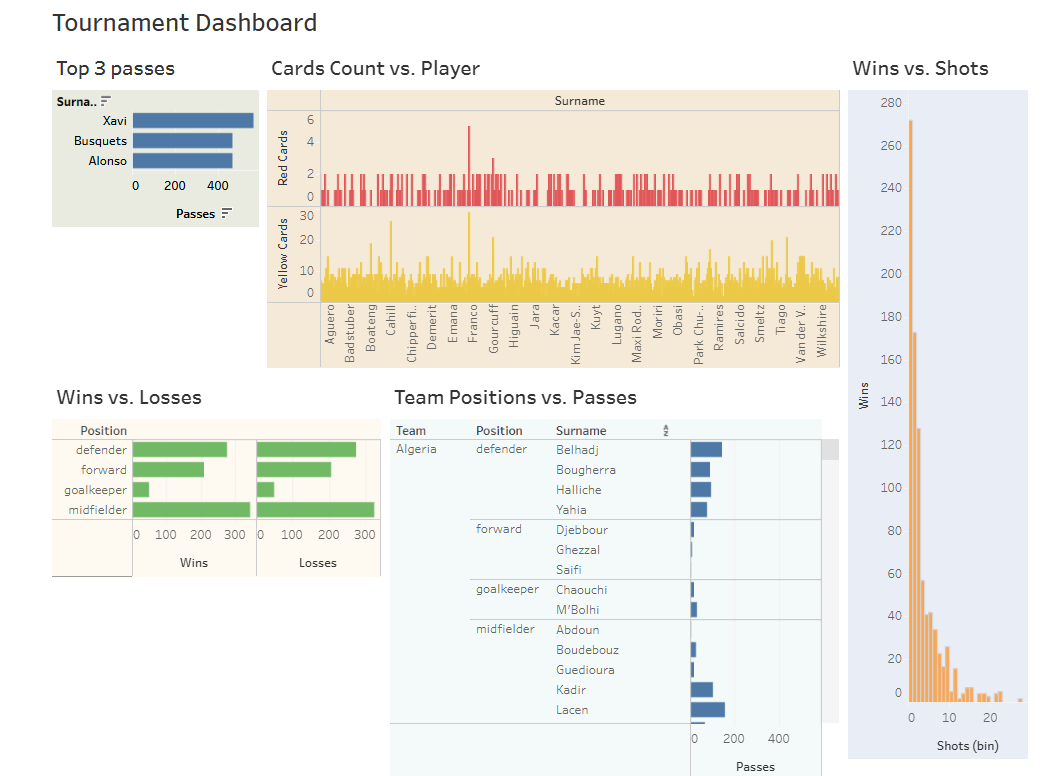 Tournament Dashboard
Top 3 passes
Surna..
Xavi
Busquets
Alonso
0 200 400
Passes
Cards Count vs. Player
Surname
Red Cards
6
4
2
0
Yellow Cards
30
20
10
0
Aguero
Badstuber
Boateng
Cahill
Chipperfi..
Demerit
Emana
Franco
Gourcuff
Higuain
Jara
Kacar
Kim Jae-S..
Kuyt
Lugano
Maxi Rod..
Moriri
Obasi
Park Chu-..
Ramires
Salcido
Smeltz
Tiago
Van der V..
Wilkshire
Wins vs. Shots
280
260
240
220
200
180
160
140
120
100
80
60
40
20
0
Wins
0 10 20
Shots (bin)
Wins vs. Losses
Position
defender
forward
goalkeeper
midfielder
0 100 200 300 0 100 200 300
Wins Losses
Team Positions vs. Passes
Team Position Surname
Algeria defender Belhadj
Bougherra
Halliche
Yahia
forward Djebbour
Ghezzal
Saifi
goalkeeper Chaouchi
M'Bolhi
midfielder Abdoun
Boudebouz
Guedioura
Kadir
Lacen
0 200 400
Passes